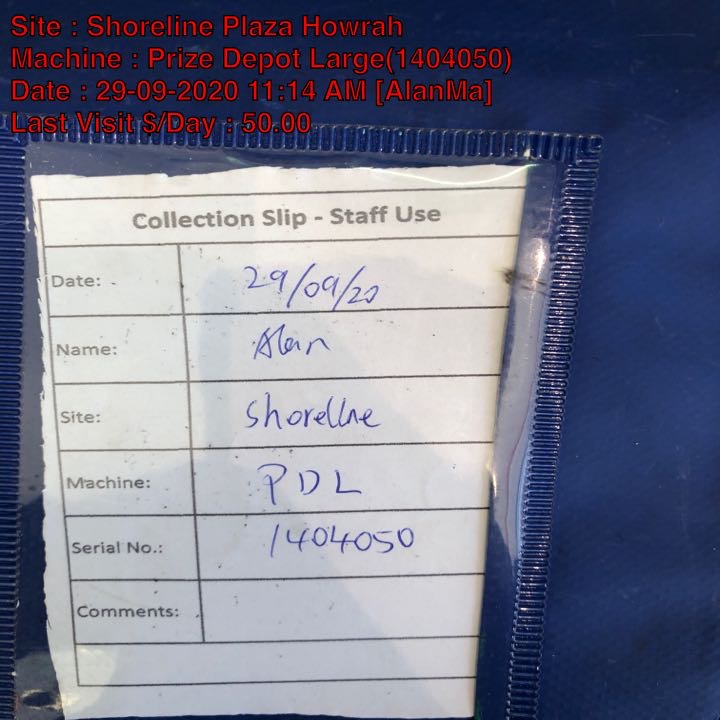 Site : Shoreline Plaza Howrah
Machine : Prize Depot Large(1404050)
Date : 29-09-2020 11:14 AM [AlanMa]
Last Visit $/Day : 50.00
Collection Slip - Staff Use
Date: 29/09/20
Name: Alan
Site: Shoreline
Machine: PDL
Serial No.: 1404050
Comments: